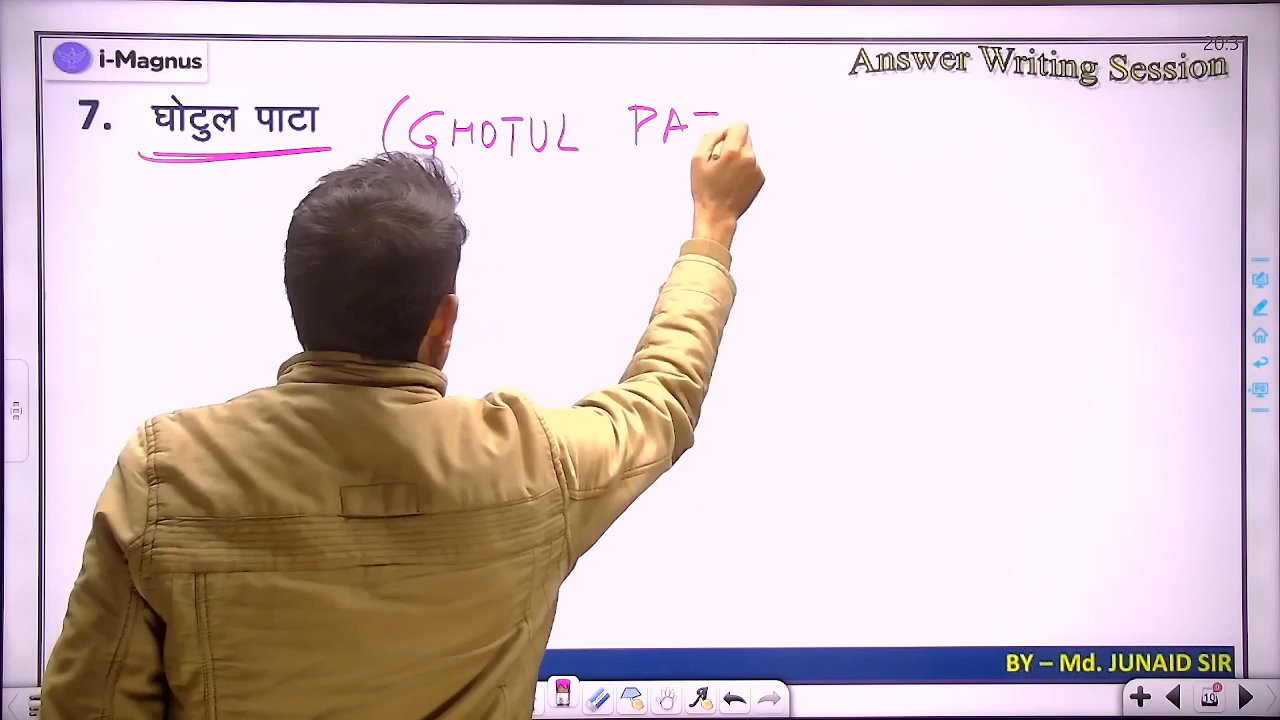 i-Magnus
Answer Writing Session
7. घोटुल पाटा (GHOTUL PA
BY – Md. JUNAID SIR